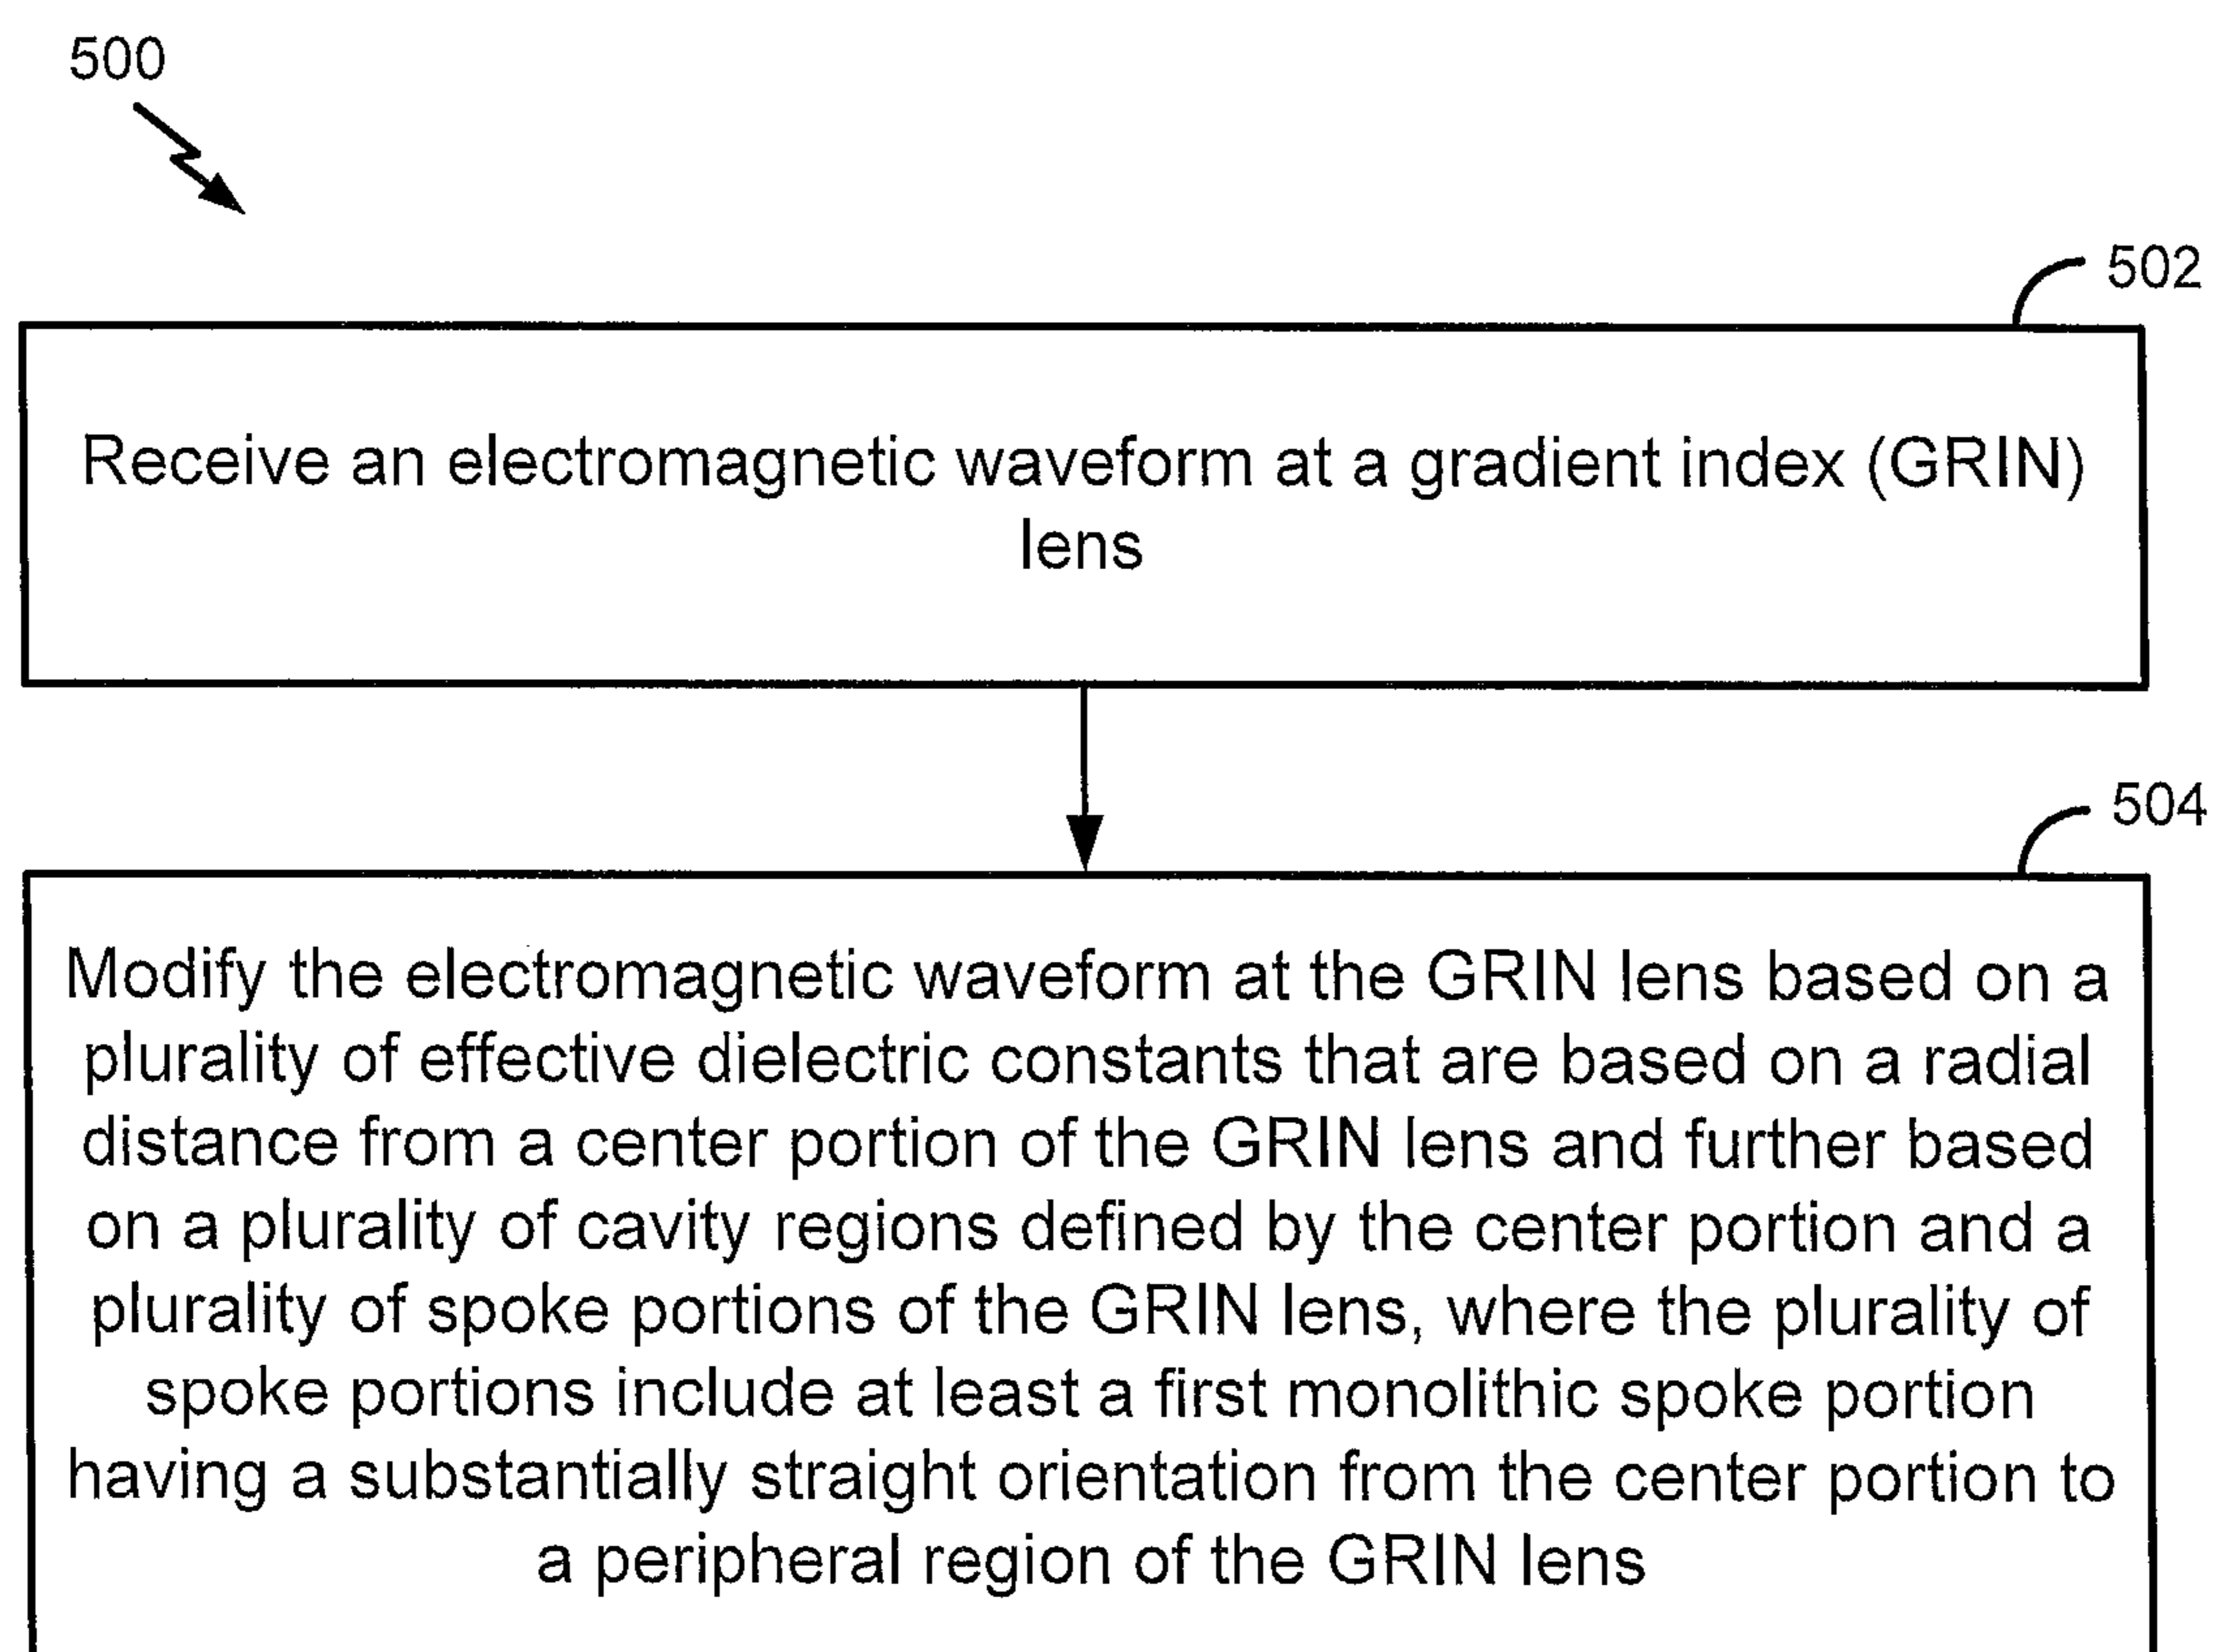 500
502
Receive an electromagnetic waveform at a gradient index (GRIN)
lens
504
Modify the electromagnetic waveform at the GRIN lens based on a
plurality of effective dielectric constants that are based on a radial
distance from a center portion of the GRIN lens and further based
on a plurality of cavity regions defined by the center portion and a
plurality of spoke portions of the GRIN lens, where the plurality of
spoke portions include at least a first monolithic spoke portion
having a substantially straight orientation from the center portion to
a peripheral region of the GRIN lens